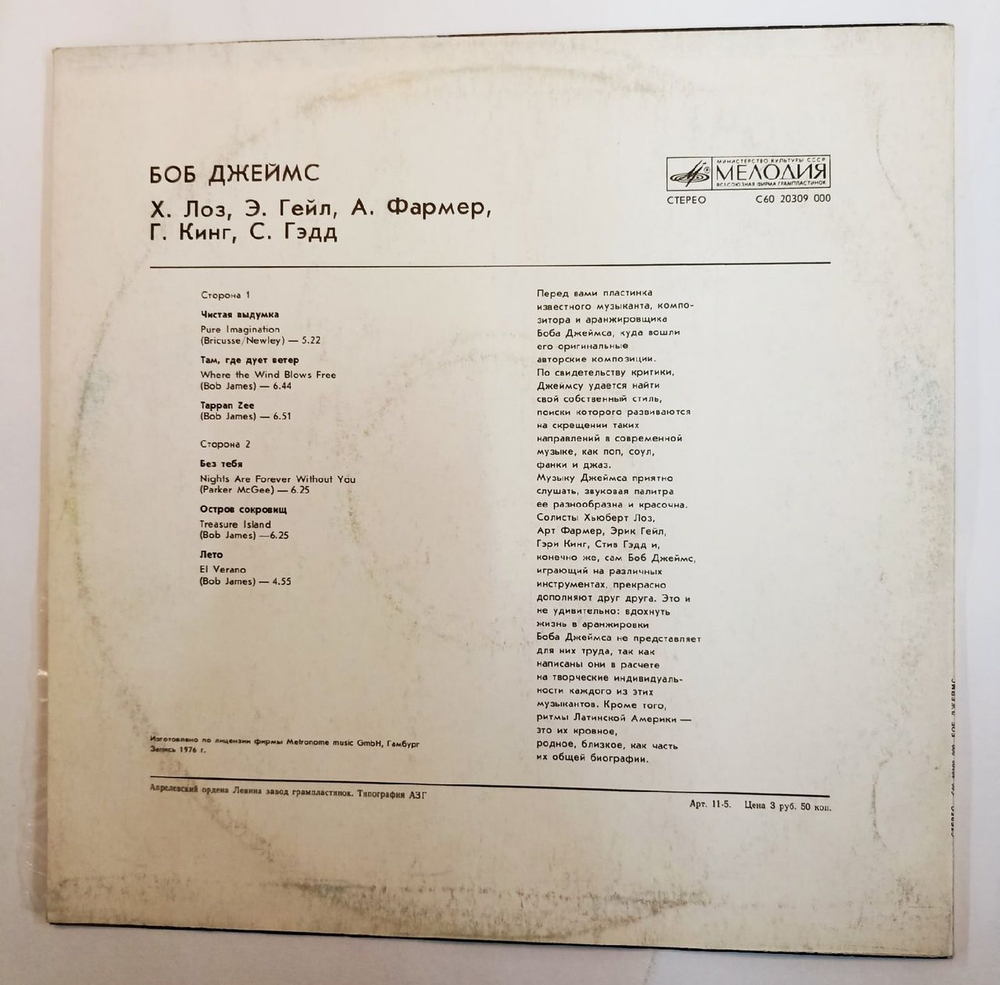 БОБ ДЖЕЙМС
Х. Лоз, Э. Гейл, А. Фармер,
Г. Кинг, С. Гэдд
МИНИСТЕРСТВО КУЛЬТУРЫ СССР
МЕЛОДИЯ
ВСЕСОЮЗНАЯ ФИРМА ГРАМПЛАСТИНОК
СТЕРЕО С60 20309 000
Сторона 1
Чистая выдумка
Pure Imagination
(Bricusse/Newley) — 5.22
Там, где дует ветер
Where the Wind Blows Free
(Bob James) — 6.44
Tappan Zee
(Bob James) — 6.51
Сторона 2
Без тебя
Nights Are Forever Without You
(Parker McGee) — 6.25
Остров сокровищ
Treasure Island
(Bob James) —6.25
Лето
El Verano
(Bob James) — 4.55
Перед вами пластинка
известного музыканта, компо-
зитора и аранжировщика
Боба Джеймса, куда вошли
его оригинальные
авторские композиции.
По свидетельству критики,
Джеймсу удается найти
свой собственный стиль,
поиски которого развиваются
на скрещении таких
направлений в современной
музыке, как поп, соул,
фанки и джаз.
Музыку Джеймса приятно
слушать, звуковая палитра
ее разнообразна и красочна.
Солисты Хьюберт Лоз,
Арт Фармер, Эрик Гейл,
Гэри Кинг, Стив Гэдд и,
конечно же, сам Боб Джеймс,
играющий на различных
инструментах, прекрасно
дополняют друг друга. Это и
не удивительно: вдохнуть
жизнь в аранжировки
Боба Джеймса не представляет
для них труда, так как
написаны они в расчете
на творческие индивидуаль-
ности каждого из этих
музыкантов. Кроме того,
ритмы Латинской Америки —
это их кровное,
родное, близкое, как часть
их общей биографии.
Изготовлено по лицензии фирмы Metronome music GmbH, Гамбург
Запись 1976 г.
Апрелевский ордена Ленина завод грампластинок. Типография АЗГ
Арт. 11-5. Цена 3 руб. 50 коп.